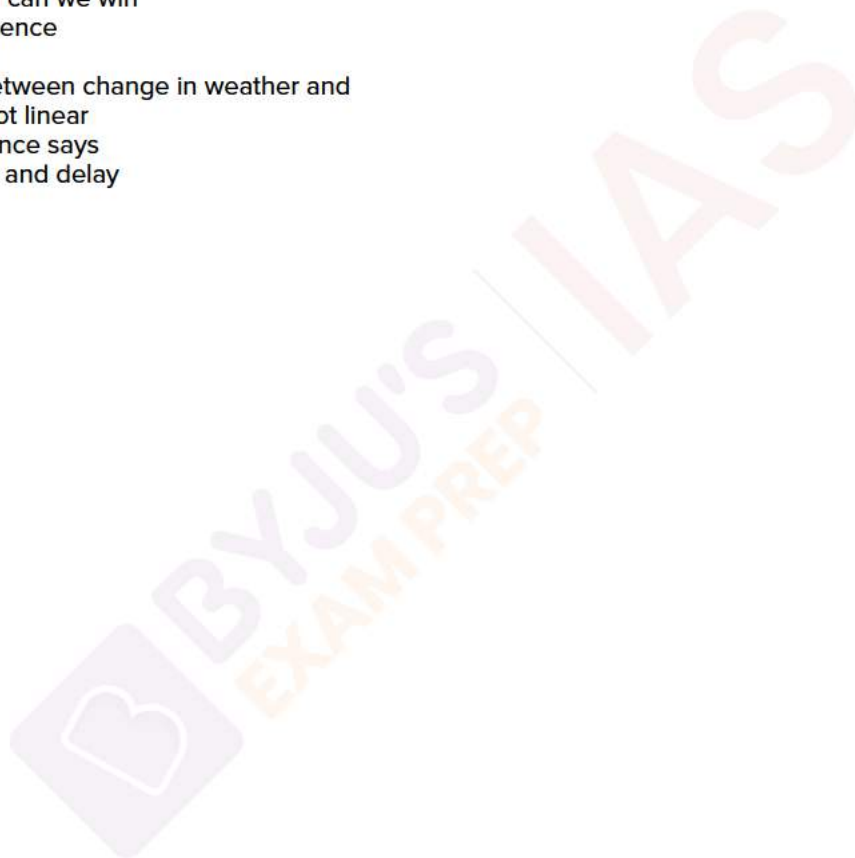 can we win
ence
etween change in weather and
ot linear
nce says
and delay
BYJU'S
EXAM PREP
IAS